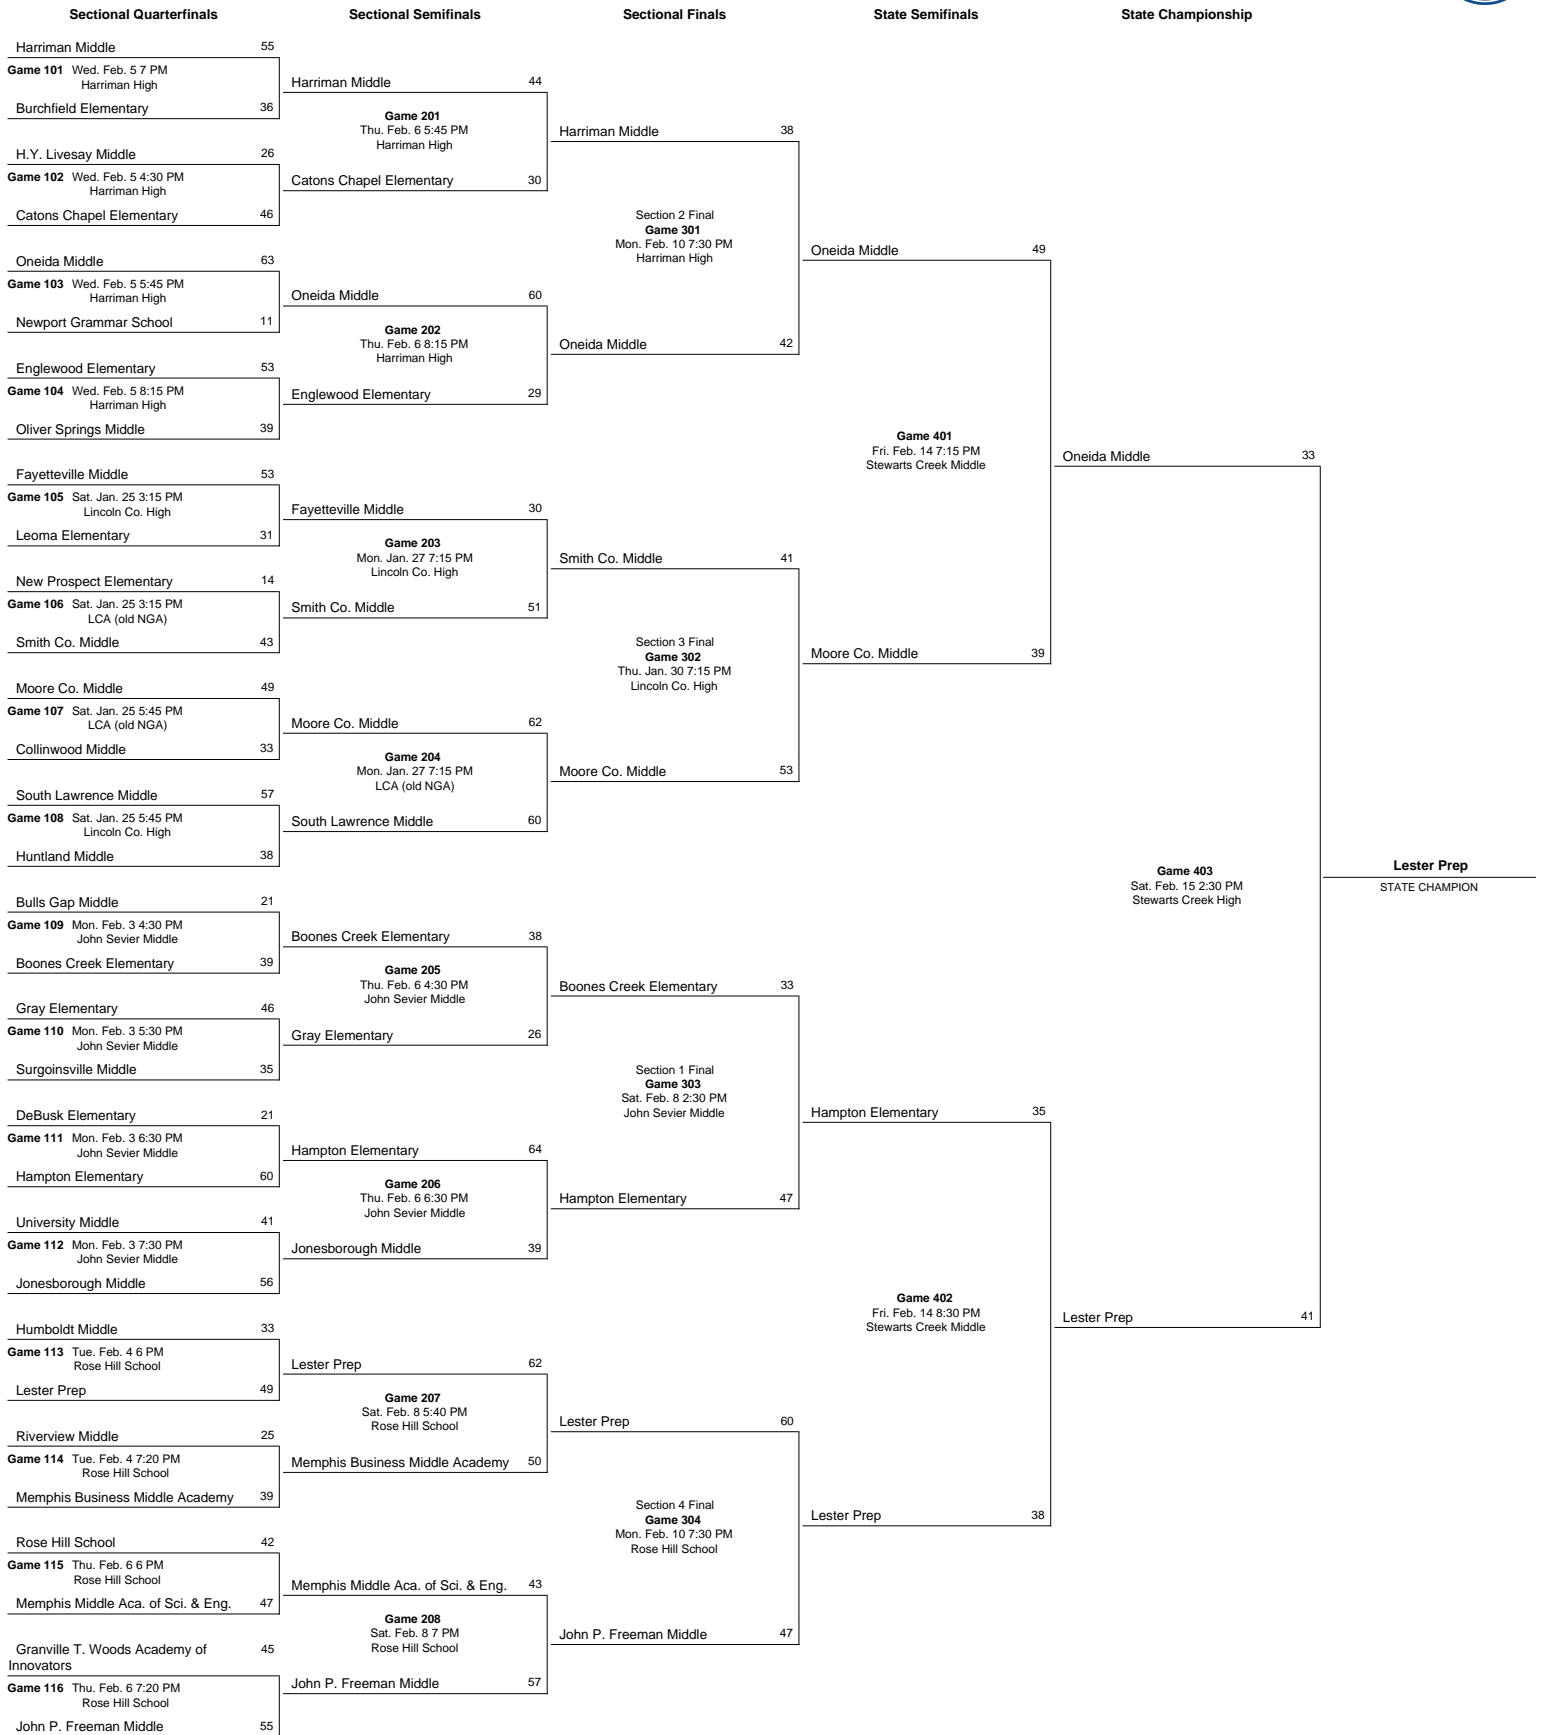 Sectional Quarterfinals
Sectional Semifinals
Sectional Finals
State Semifinals
State Championship
Harriman Middle 55
Game 101 Wed. Feb. 5 7 PM
Harriman High
Burchfield Elementary 36
H.Y. Livesay Middle 26
Game 102 Wed. Feb. 5 4:30 PM
Harriman High
Catons Chapel Elementary 46
Oneida Middle 63
Game 103 Wed. Feb. 5 5:45 PM
Harriman High
Newport Grammar School 11
Englewood Elementary 53
Game 104 Wed. Feb. 5 8:15 PM
Harriman High
Oliver Springs Middle 39
Fayetteville Middle 53
Game 105 Sat. Jan. 25 3:15 PM
Lincoln Co. High
Leoma Elementary 31
New Prospect Elementary 14
Game 106 Sat. Jan. 25 3:15 PM
LCA (old NGA)
Smith Co. Middle 43
Moore Co. Middle 49
Game 107 Sat. Jan. 25 5:45 PM
LCA (old NGA)
Collinwood Middle 33
South Lawrence Middle 57
Game 108 Sat. Jan. 25 5:45 PM
Lincoln Co. High
Huntland Middle 38
Bulls Gap Middle 21
Game 109 Mon. Feb. 3 4:30 PM
John Sevier Middle
Boones Creek Elementary 39
Gray Elementary 46
Game 110 Mon. Feb. 3 5:30 PM
John Sevier Middle
Surgoinsville Middle 35
DeBusk Elementary 21
Game 111 Mon. Feb. 3 6:30 PM
John Sevier Middle
Hampton Elementary 60
University Middle 41
Game 112 Mon. Feb. 3 7:30 PM
John Sevier Middle
Jonesborough Middle 56
Humboldt Middle 33
Game 113 Tue. Feb. 4 6 PM
Rose Hill School
Lester Prep 49
Riverview Middle 25
Game 114 Tue. Feb. 4 7:20 PM
Rose Hill School
Memphis Business Middle Academy 39
Rose Hill School 42
Game 115 Thu. Feb. 6 6 PM
Rose Hill School
Memphis Middle Aca. of Sci. & Eng. 47
Granville T. Woods Academy of 45
Innovators
Game 116 Thu. Feb. 6 7:20 PM
Rose Hill School
John P. Freeman Middle 55
Harriman Middle 44
Game 201
Thu. Feb. 6 5:45 PM
Harriman High
Catons Chapel Elementary 30
Oneida Middle 60
Game 202
Thu. Feb. 6 8:15 PM
Harriman High
Englewood Elementary 29
Fayetteville Middle 30
Game 203
Mon. Jan. 27 7:15 PM
Lincoln Co. High
Smith Co. Middle 51
Moore Co. Middle 62
Game 204
Mon. Jan. 27 7:15 PM
LCA (old NGA)
South Lawrence Middle 60
Boones Creek Elementary 38
Game 205
Thu. Feb. 6 4:30 PM
John Sevier Middle
Gray Elementary 26
Hampton Elementary 64
Game 206
Thu. Feb. 6 6:30 PM
John Sevier Middle
Jonesborough Middle 39
Lester Prep 62
Game 207
Sat. Feb. 8 5:40 PM
Rose Hill School
Memphis Business Middle Academy 50
Memphis Middle Aca. of Sci. & Eng. 43
Game 208
Sat. Feb. 8 7 PM
Rose Hill School
John P. Freeman Middle 57
Harriman Middle 38
Section 2 Final
Game 301
Mon. Feb. 10 7:30 PM
Harriman High
Oneida Middle 42
Smith Co. Middle 41
Section 3 Final
Game 302
Thu. Jan. 30 7:15 PM
Lincoln Co. High
Moore Co. Middle 53
Boones Creek Elementary 33
Section 1 Final
Game 303
Sat. Feb. 8 2:30 PM
John Sevier Middle
Hampton Elementary 47
Lester Prep 60
Section 4 Final
Game 304
Mon. Feb. 10 7:30 PM
Rose Hill School
John P. Freeman Middle 47
Oneida Middle 49
Game 401
Fri. Feb. 14 7:15 PM
Stewarts Creek Middle
Moore Co. Middle 39
Hampton Elementary 35
Game 402
Fri. Feb. 14 8:30 PM
Stewarts Creek Middle
Lester Prep 38
Oneida Middle 33
Game 403
Sat. Feb. 15 2:30 PM
Stewarts Creek High
Lester Prep 41
Lester Prep
STATE CHAMPION